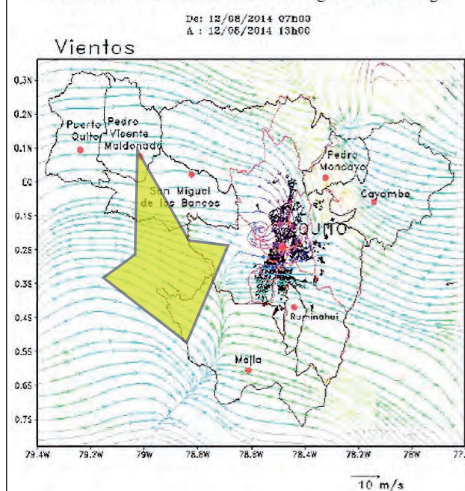 De: 12/08/2014 07h00
A : 12/08/2014 13h00
Vientos
0.3N
0.2N
0.1N
EQ
0.1S
0.2S
0.3S
0.4S
0.5S
0.6S
0.7S
Puerto
Quito
Pedro
Vicente
Maldonado
San Miguel
de los Bancos
Pedro
Moncayo
Cayambe
QUITO
Rumiñahui
Mejía
79.4W
79.2W
79W
78.8W
78.6W
78.4W
78.2W
78W
10 m/s